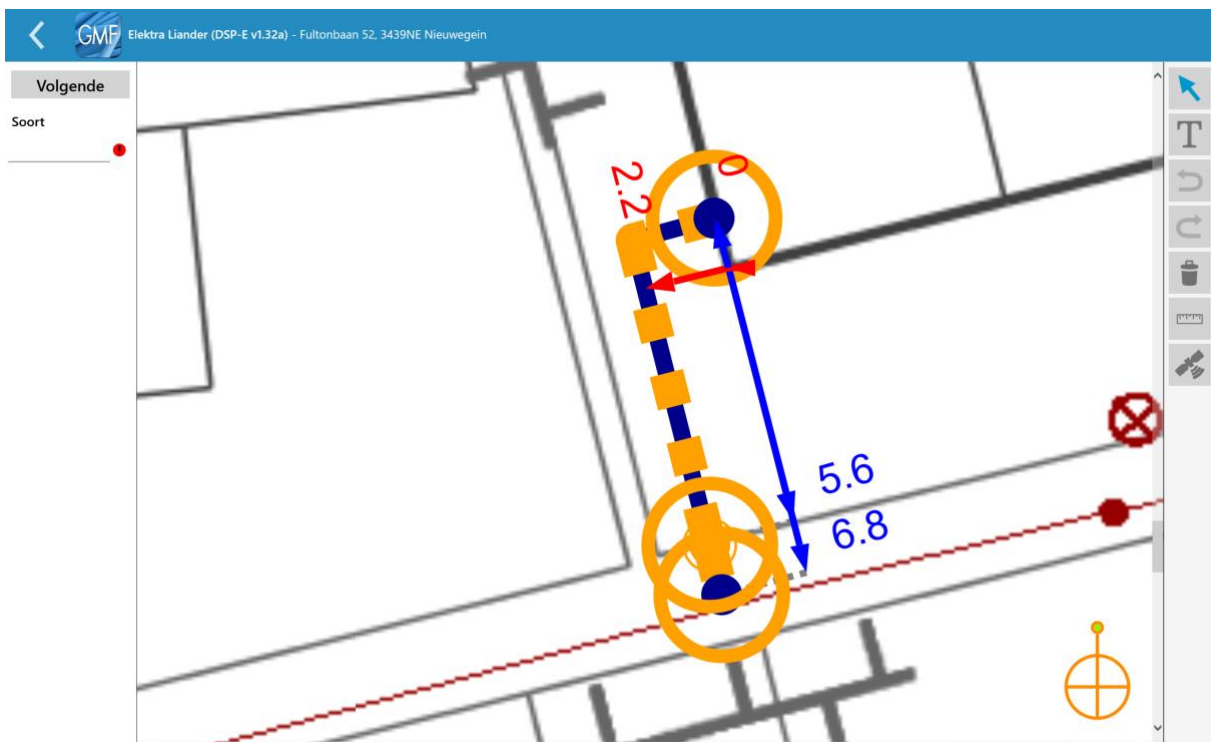 GMF Elektra Liander (DSP-E v1.32a) - Fultonbaan 52, 3439NE Nieuwegein
Volgende
Soort
T
0
2.2
5.6
6.8